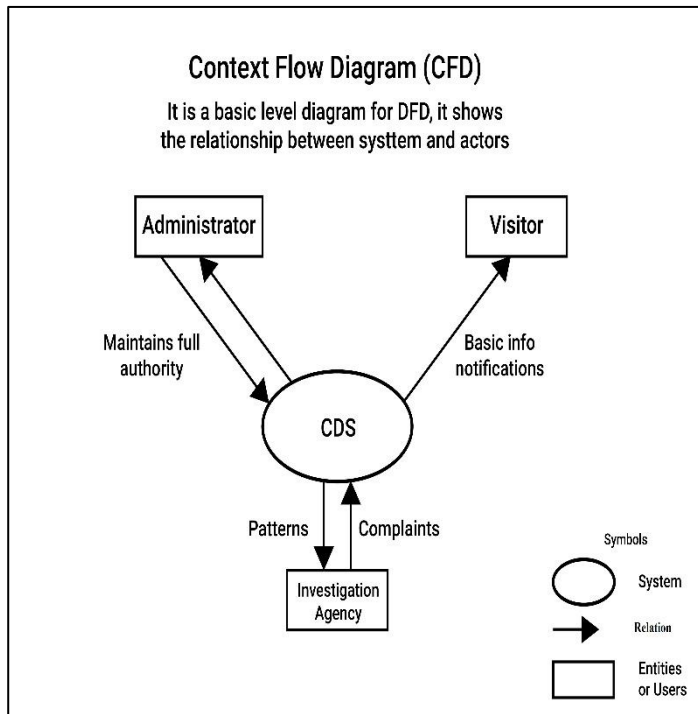 Context Flow Diagram (CFD)
It is a basic level diagram for DFD, it shows
the relationship between systtem and actors
Administrator
Visitor
Maintains full
authority
Basic info
notifications
CDS
Patterns
Complaints
Investigation
Agency
Symbols
System
Relation
Entities
or Users